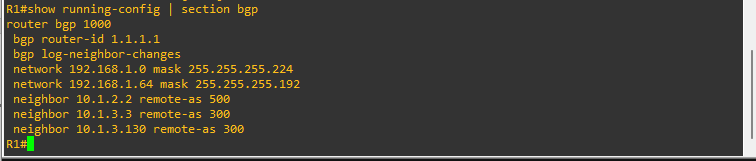 R1#show running-config | section bgp
router bgp 1000
bgp router-id 1.1.1.1
bgp log-neighbor-changes
network 192.168.1.0 mask 255.255.255.224
network 192.168.1.64 mask 255.255.255.192
neighbor 10.1.2.2 remote-as 500
neighbor 10.1.3.3 remote-as 300
neighbor 10.1.3.130 remote-as 300
R1#